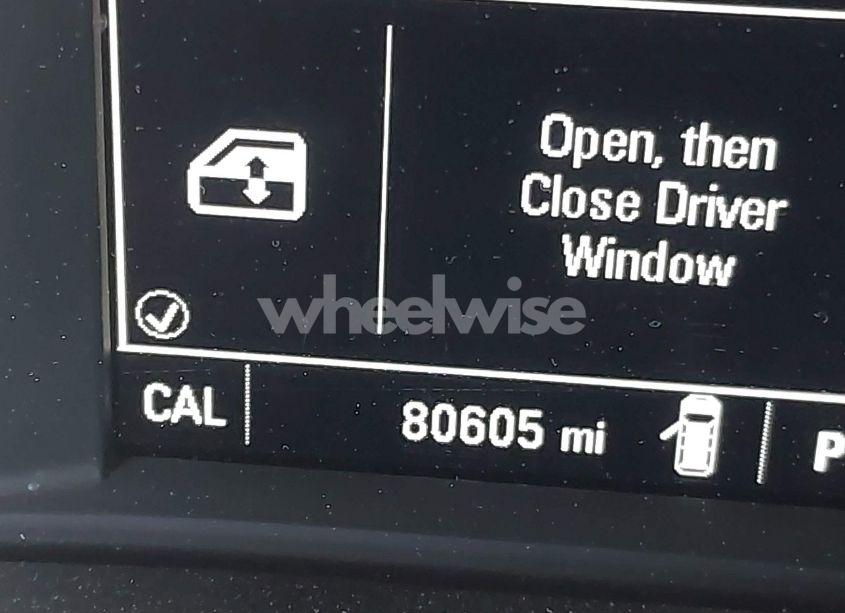 Open, then
Close Driver
Window
wheelwise
CAL
80605 mi
P